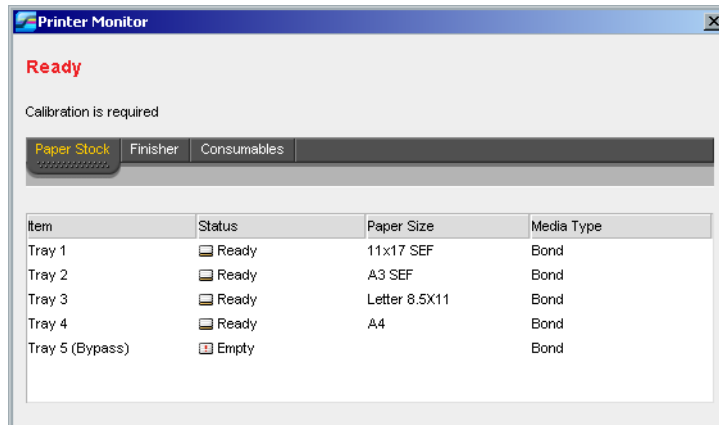 Printer Monitor
Ready
Calibration is required
Paper Stock Finisher Consumables
Item Status Paper Size Media Type
Tray 1 Ready 11x17 SEF Bond
Tray 2 Ready A3 SEF Bond
Tray 3 Ready Letter 8.5X11 Bond
Tray 4 Ready A4 Bond
Tray 5 (Bypass) Empty Bond